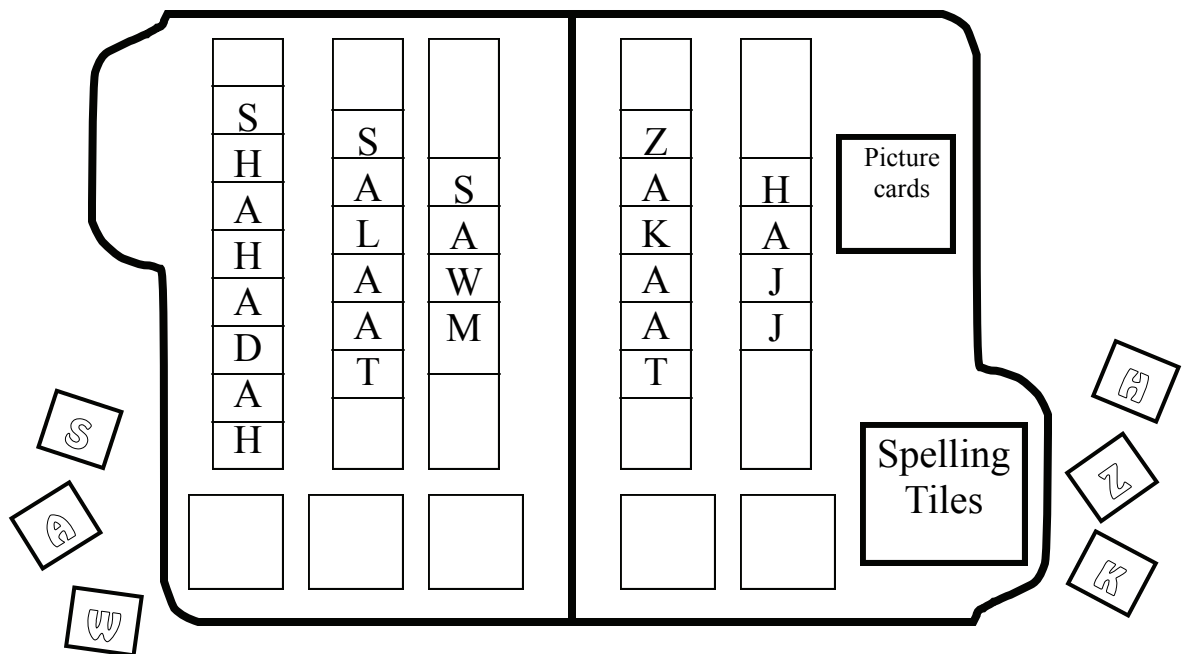 SHAHADAH
SALAAT
SAWM
ZAKAAT
HAJJ
Picture
cards
Spelling
Tiles
S
A
W
H
Z
K